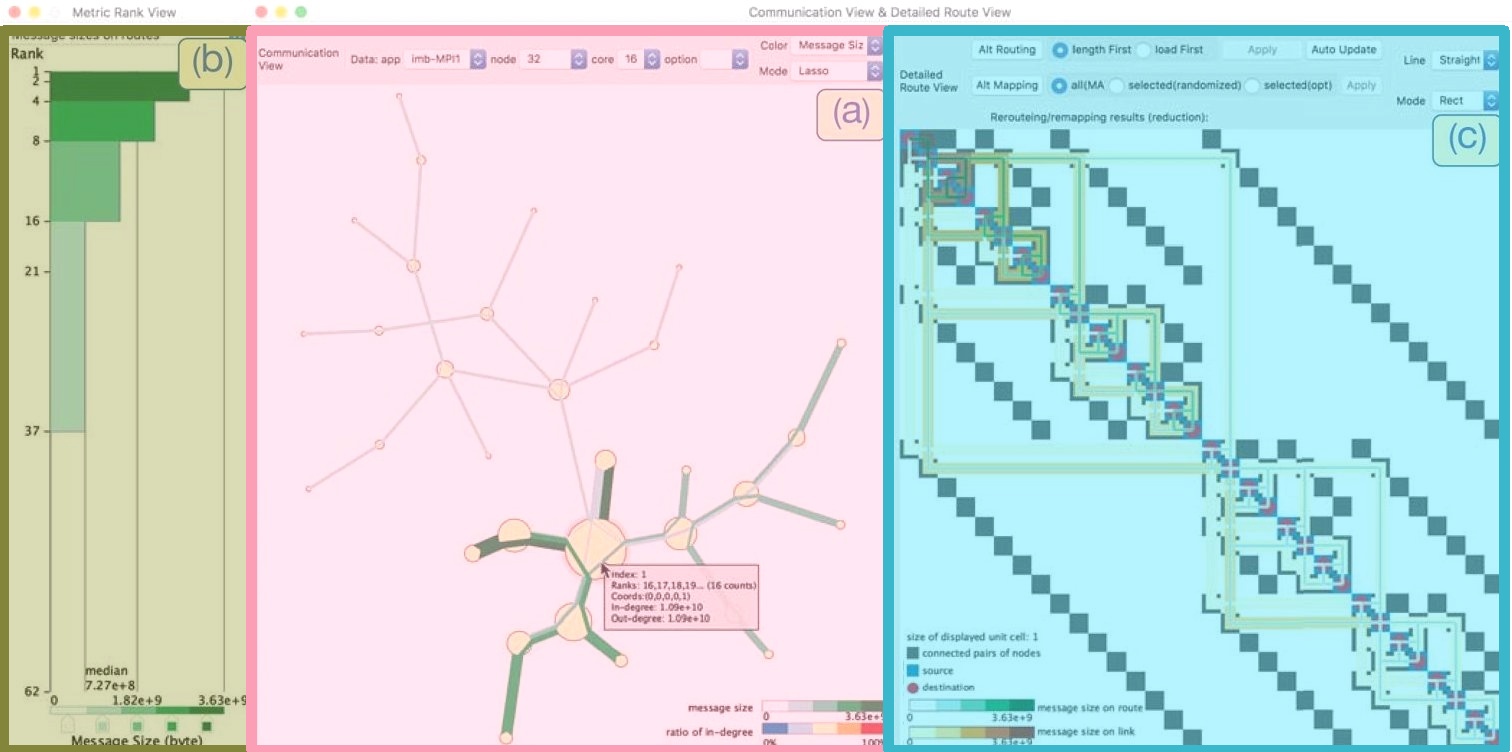 Metric Rank View
Communication View & Detailed Route View
Message sizes on routes
Rank
1
2
4
8
16
21
37
62
median
7.27e+8
0 1.82e+9 3.63e+9
Message Size (byte)
(b)
Communication
View
Data: app imb-MPI1 node 32 core 16 option
Color Message Siz
Mode Lasso
(a)
Index: 1
Ranks: 16,17,18,19... (16 counts)
Coords:(0,0,0,0,1)
In-degree: 1.09e+10
Out-degree: 1.09e+10
message size
0 3.63e+9
ratio of in-degree
0% 100%
Detailed
Route View
Alt Routing length First load First Apply Auto Update
Alt Mapping all(MA selected(randomized) selected(opt) Apply
Line Straight
Mode Rect
Rerouteing/remapping results (reduction):
(c)
size of displayed unit cell: 1
connected pairs of nodes
source
destination
message size on route
0 3.63e+9
message size on link
0 3.63e+9